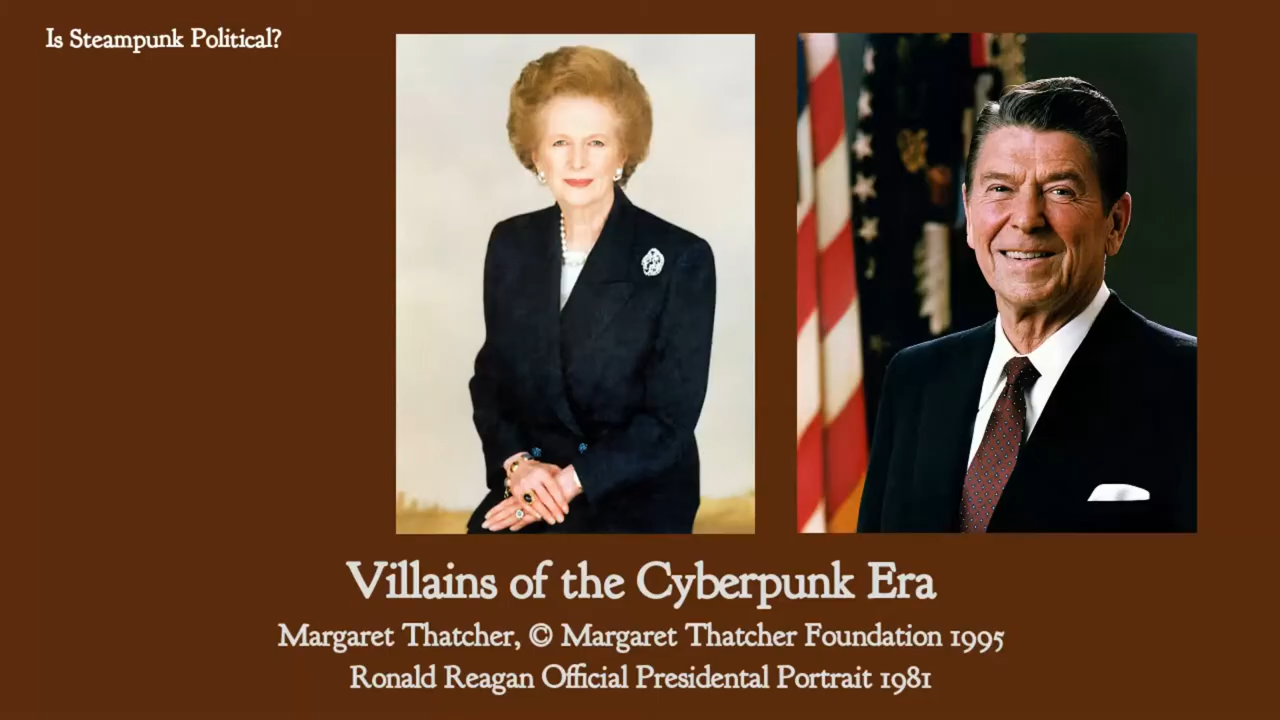 Is Steampunk Political?
Villains of the Cyberpunk Era
Margaret Thatcher, © Margaret Thatcher Foundation 1995
Ronald Reagan Official Presidental Portrait 1981